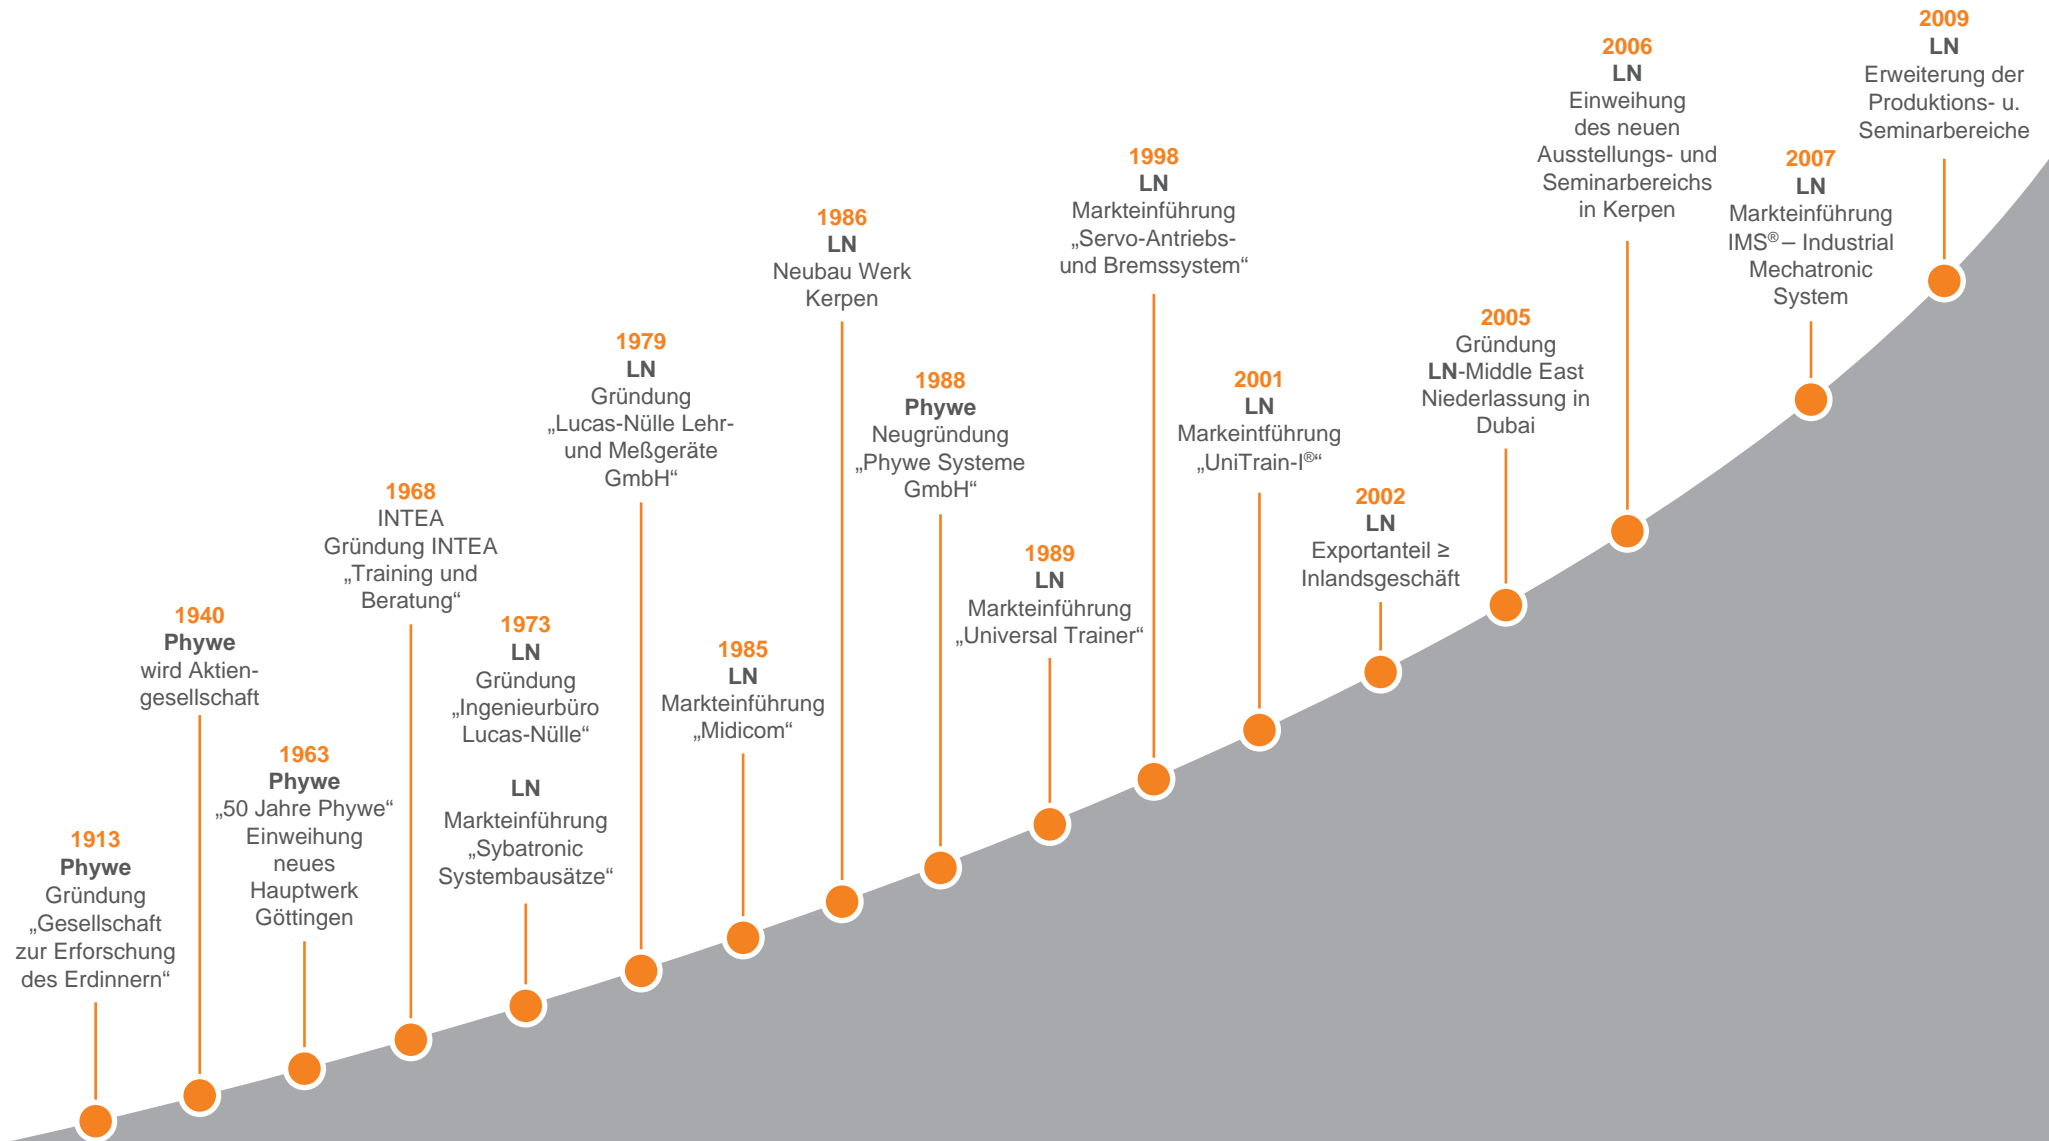 1913
Phywe
Gründung
„Gesellschaft
zur Erforschung
des Erdinnern“
1940
Phywe
wird Aktien-
gesellschaft
1963
Phywe
„50 Jahre Phywe“
Einweihung
neues
Hauptwerk
Göttingen
1968
INTEA
Gründung INTEA
„Training und
Beratung“
1973
LN
Gründung
„Ingenieurbüro
Lucas-Nülle“
LN
Markteinführung
„Sybatronic
Systembausätze“
1979
LN
Gründung
„Lucas-Nülle Lehr-
und Meßgeräte
GmbH“
1985
LN
Markteinführung
„Midicom“
1986
LN
Neubau Werk
Kerpen
1988
Phywe
Neugründung
„Phywe Systeme
GmbH“
1989
LN
Markteinführung
„Universal Trainer“
1998
LN
Markteinführung
„Servo-Antriebs-
und Bremssystem“
2001
LN
Markeintführung
„UniTrain-I®“
2002
LN
Exportanteil ≥
Inlandsgeschäft
2005
Gründung
LN-Middle East
Niederlassung in
Dubai
2006
LN
Einweihung
des neuen
Ausstellungs- und
Seminarbereichs
in Kerpen
2007
LN
Markteinführung
IMS® – Industrial
Mechatronic
System
2009
LN
Erweiterung der
Produktions- u.
Seminarbereiche